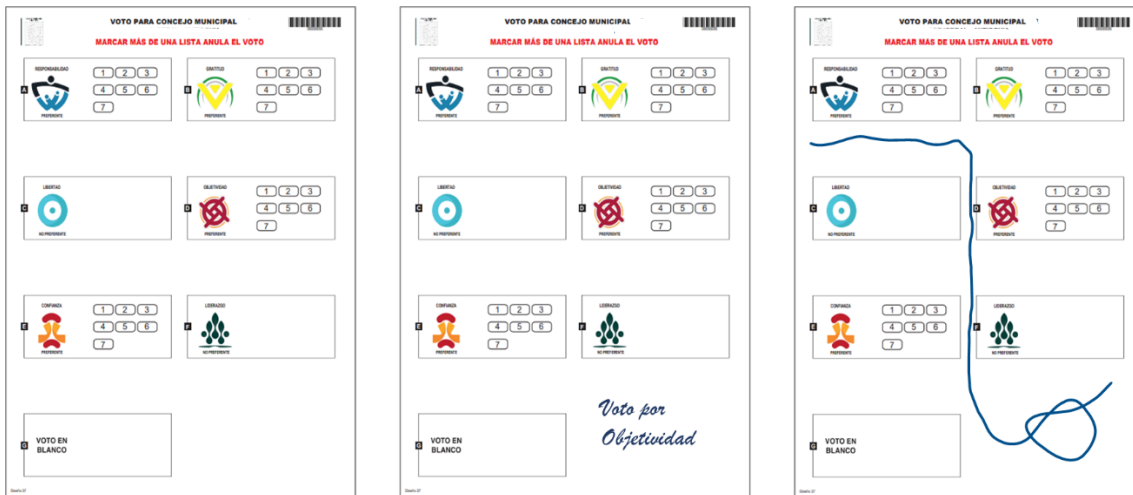 VOTO PARA CONCEJO MUNICIPAL
MARCAR MÁS DE UNA LISTA ANULA EL VOTO
RESPONSABILIDAD
1 2 3
A
4 5 6
7
PREFERENTE
GRATITUD
1 2 3
B
4 5 6
7
PREFERENTE
LIBERTAD
C
NO PREFERENTE
OBJETIVIDAD
1 2 3
D
4 5 6
7
PREFERENTE
CONFIANZA
1 2 3
E
4 5 6
7
PREFERENTE
LIDERAZGO
F
NO PREFERENTE
G
VOTO EN
BLANCO
VOTO PARA CONCEJO MUNICIPAL
MARCAR MÁS DE UNA LISTA ANULA EL VOTO
RESPONSABILIDAD
1 2 3
A
4 5 6
7
PREFERENTE
GRATITUD
1 2 3
B
4 5 6
7
PREFERENTE
LIBERTAD
C
NO PREFERENTE
OBJETIVIDAD
1 2 3
D
4 5 6
7
PREFERENTE
CONFIANZA
1 2 3
E
4 5 6
7
PREFERENTE
LIDERAZGO
F
NO PREFERENTE
G
VOTO EN
BLANCO
Voto por
Objetividad
VOTO PARA CONCEJO MUNICIPAL
MARCAR MÁS DE UNA LISTA ANULA EL VOTO
RESPONSABILIDAD
1 2 3
A
4 5 6
7
PREFERENTE
GRATITUD
1 2 3
B
4 5 6
7
PREFERENTE
LIBERTAD
C
NO PREFERENTE
OBJETIVIDAD
1 2 3
D
4 5 6
7
PREFERENTE
CONFIANZA
1 2 3
E
4 5 6
7
PREFERENTE
LIDERAZGO
F
NO PREFERENTE
G
VOTO EN
BLANCO